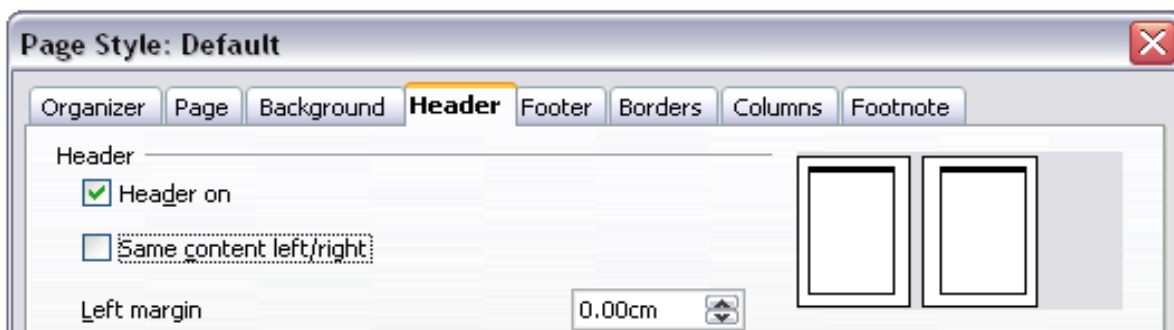 Page Style: Default
Organizer Page Background Header Footer Borders Columns Footnote
Header
Header on
Same content left/right
Left margin 0.00cm